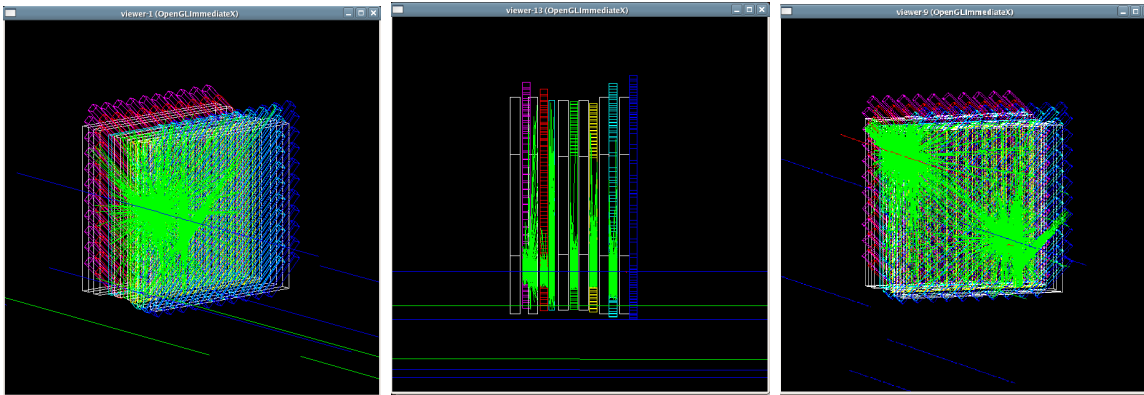 viewer-1 (OpenGLImmediateX)
viewer-13 (OpenGLImmediateX)
viewer-9 (OpenGLImmediateX)